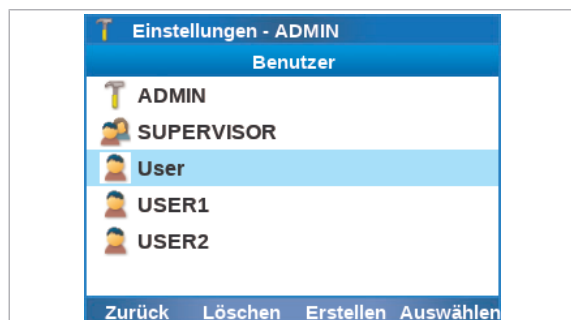 Einstellungen - ADMIN
Benutzer
ADMIN
SUPERVISOR
User
USER1
USER2
Zurück Löschen Erstellen Auswählen